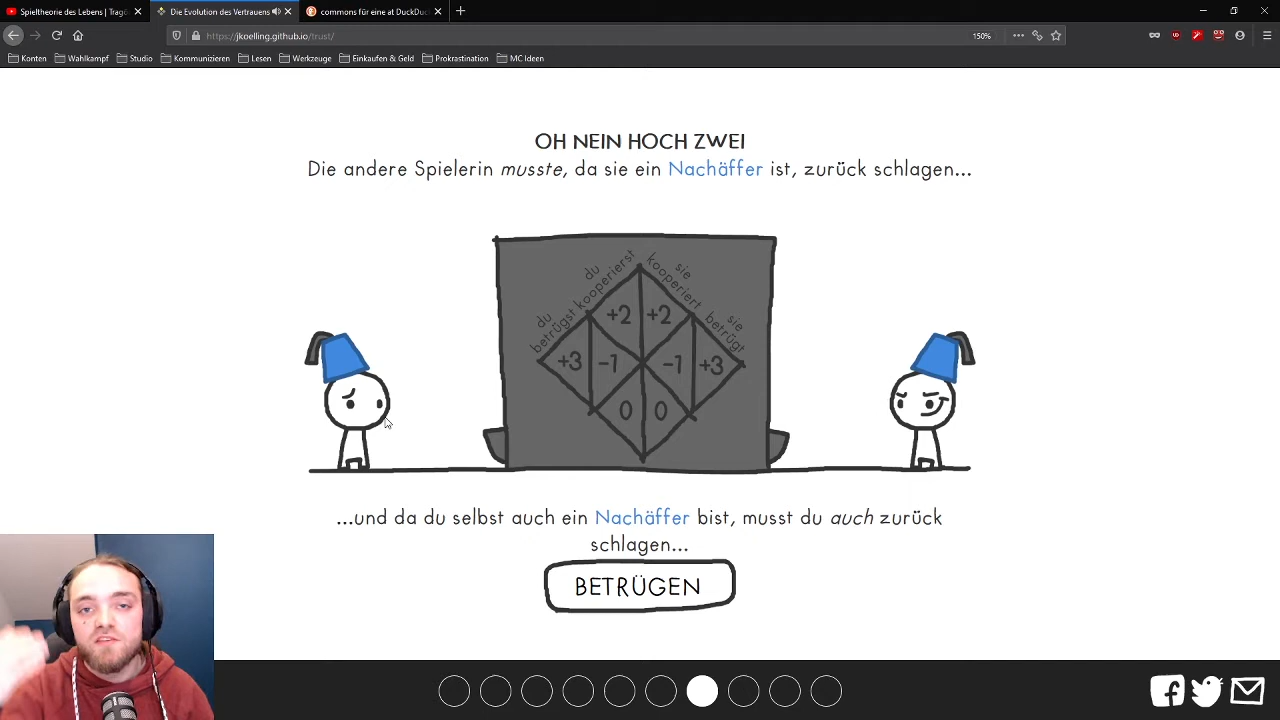 Spieltheorie des Lebens | Tragö
Die Evolution des Vertrauens
commons für eine at DuckDuc
https://jkoelling.github.io/trust/
150%
Konten
Wahlkampf
Studio
Kommunizieren
Lesen
Werkzeuge
Einkaufen & Geld
Prokrastination
MC Ideen
OH NEIN HOCH ZWEI
Die andere Spielerin musste, da sie ein Nachäffer ist, zurück schlagen...
du kooperierst
sie kooperiert
du betrügst
sie betrügt
+2 +2
+3 -1 -1 +3
0 0
...und da du selbst auch ein Nachäffer bist, musst du auch zurück
schlagen...
BETRÜGEN